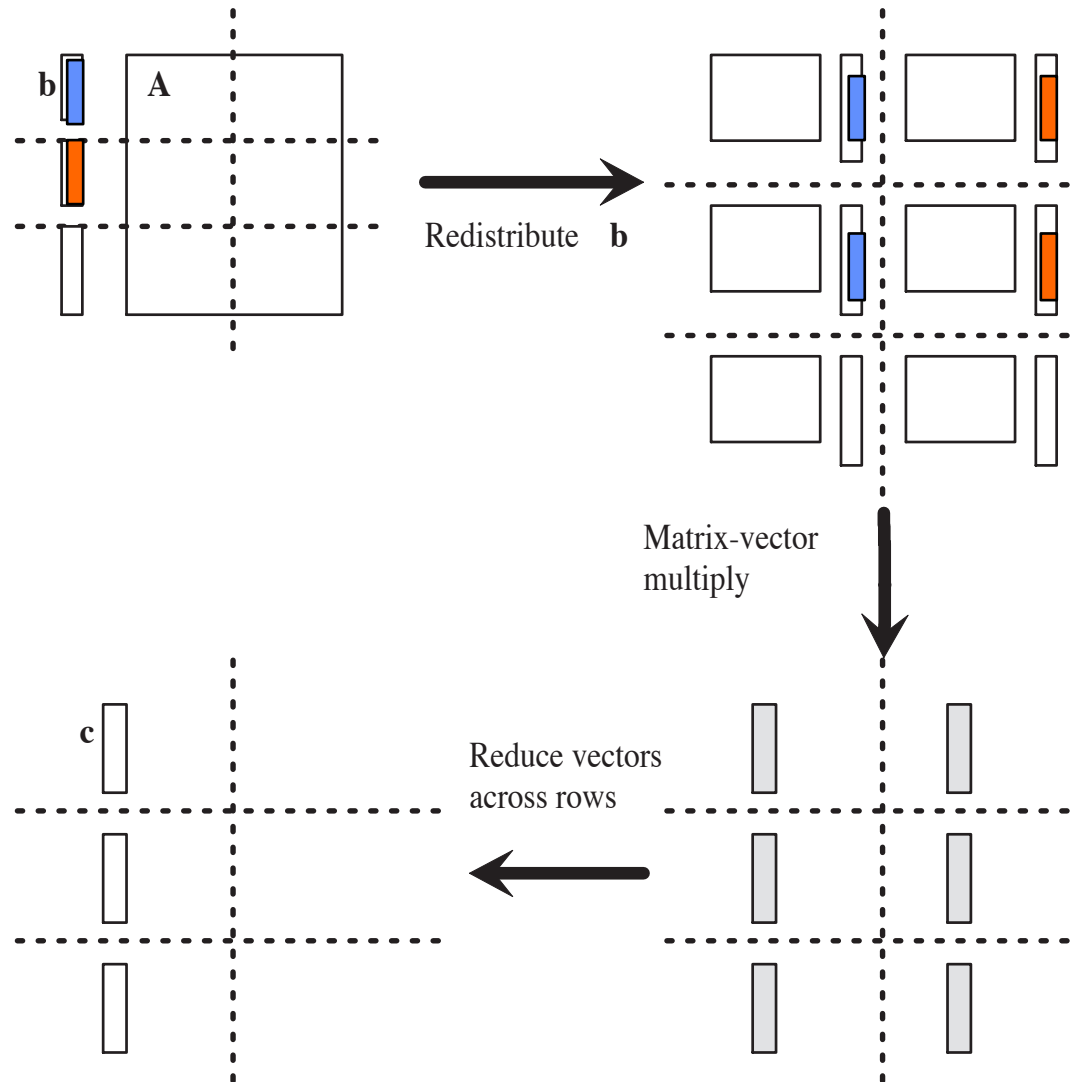 b
A
Redistribute b
Matrix-vector
multiply
c
Reduce vectors
across rows